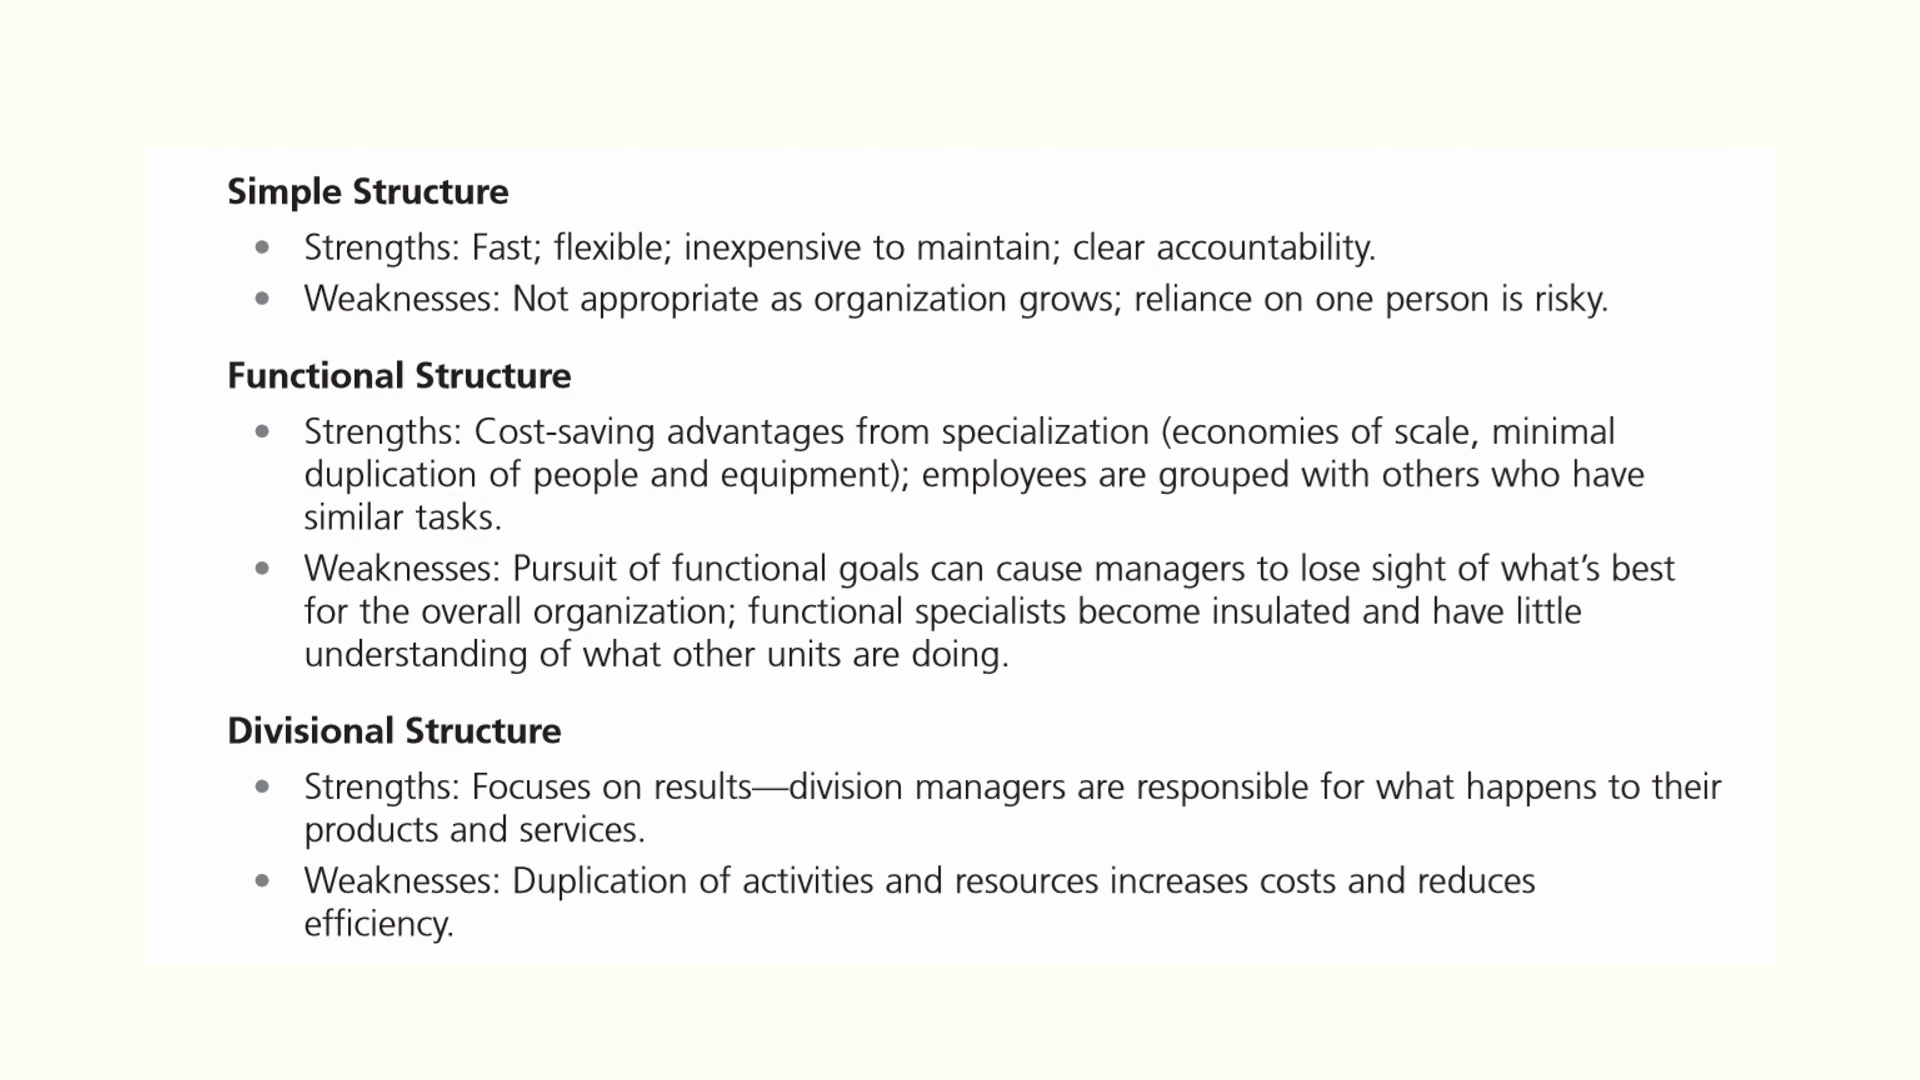 Simple Structure
• Strengths: Fast; flexible; inexpensive to maintain; clear accountability.
• Weaknesses: Not appropriate as organization grows; reliance on one person is risky.
Functional Structure
• Strengths: Cost-saving advantages from specialization (economies of scale, minimal
duplication of people and equipment); employees are grouped with others who have
similar tasks.
• Weaknesses: Pursuit of functional goals can cause managers to lose sight of what’s best
for the overall organization; functional specialists become insulated and have little
understanding of what other units are doing.
Divisional Structure
• Strengths: Focuses on results—division managers are responsible for what happens to their
products and services.
• Weaknesses: Duplication of activities and resources increases costs and reduces
efficiency.